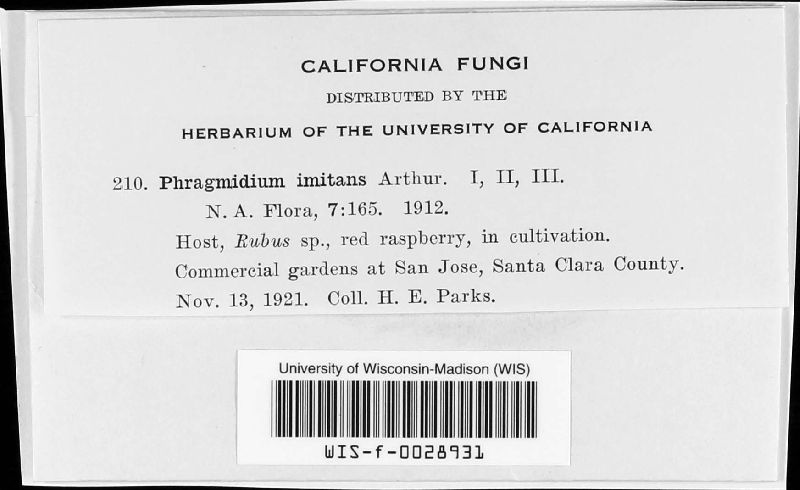 CALIFORNIA FUNGI
DISTRIBUTED BY THE
HERBARIUM OF THE UNIVERSITY OF CALIFORNIA
210. Phragmidium imitans Arthur. I, II, III.
N. A. Flora, 7:165. 1912.
Host, Rubus sp., red raspberry, in cultivation.
Commercial gardens at San Jose, Santa Clara County.
Nov. 13, 1921. Coll. H. E. Parks.
University of Wisconsin-Madison (WIS)
WIS-f-0028931